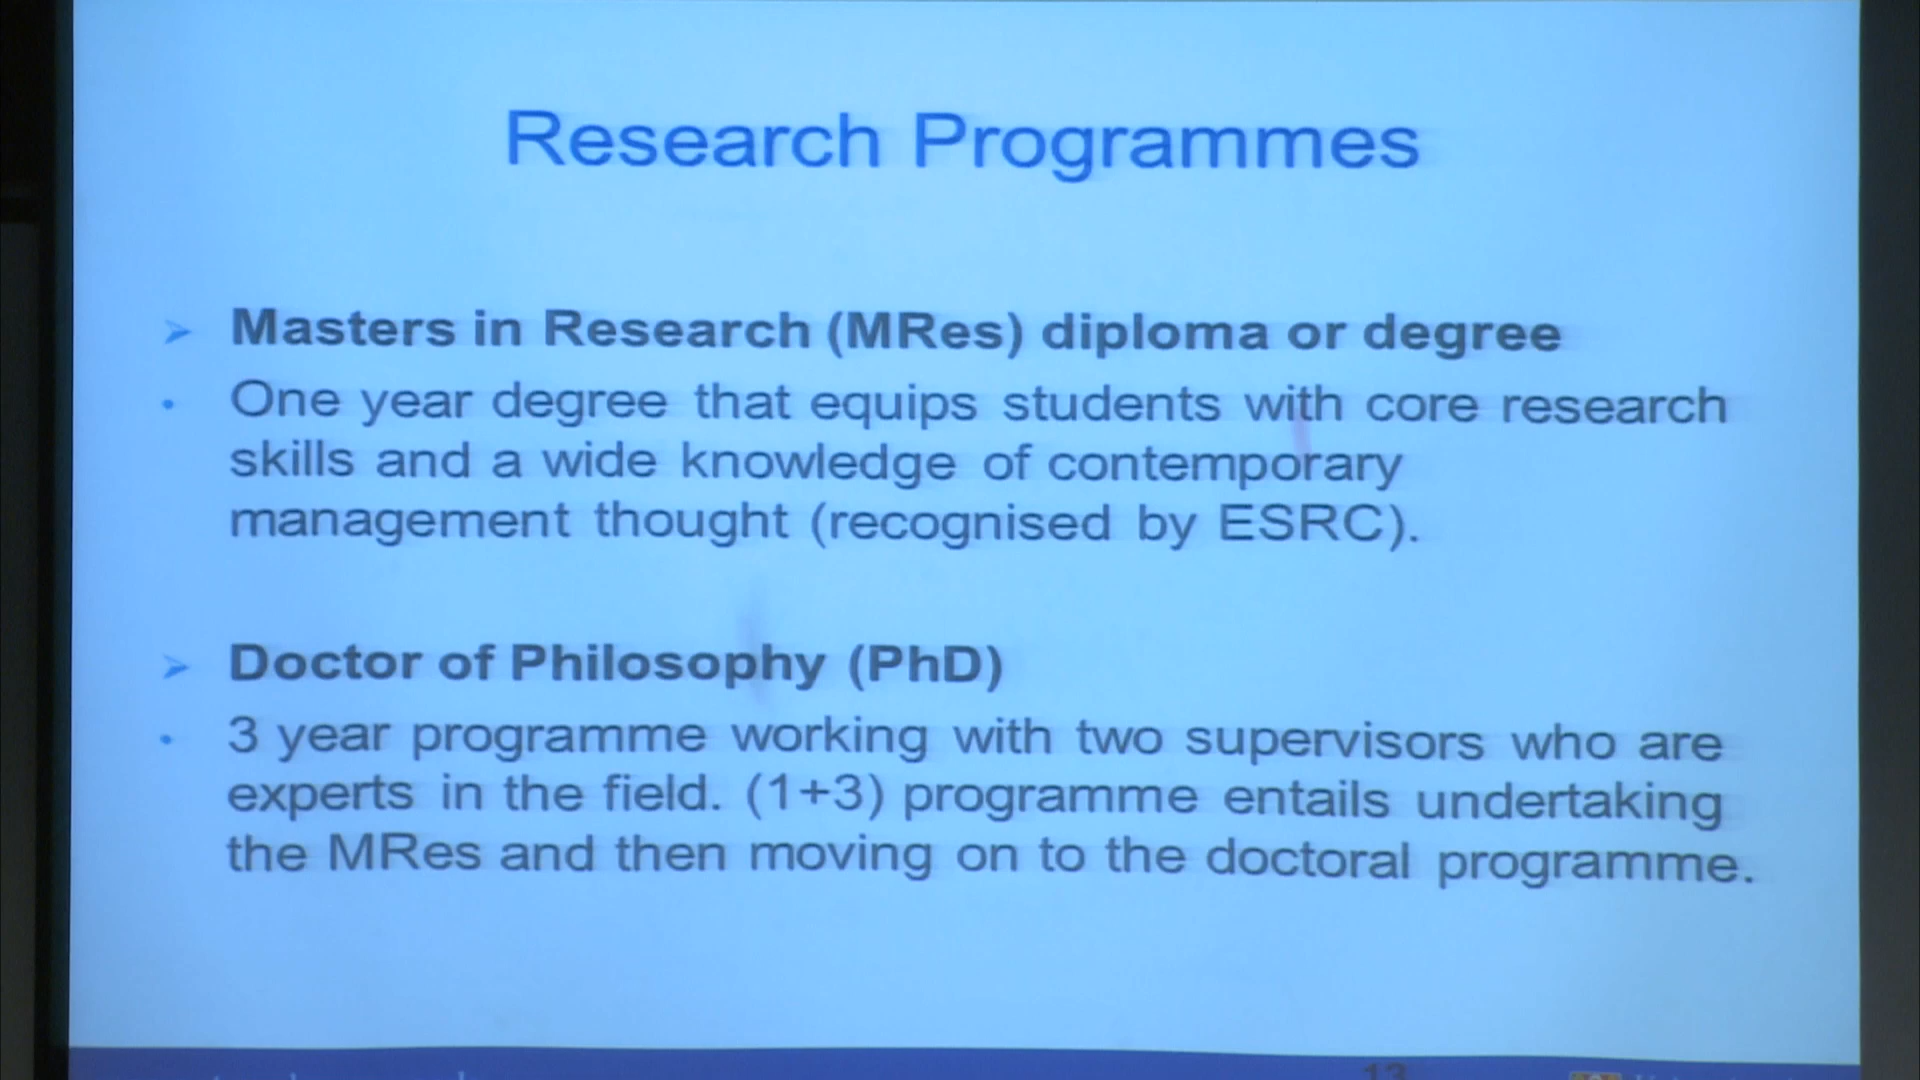 Research Programmes
Masters in Research (MRes) diploma or degree
One year degree that equips students with core research
skills and a wide knowledge of contemporary
management thought (recognised by ESRC).
Doctor of Philosophy (PhD)
3 year programme working with two supervisors who are
experts in the field. (1+3) programme entails undertaking
the MRes and then moving on to the doctoral programme.
13